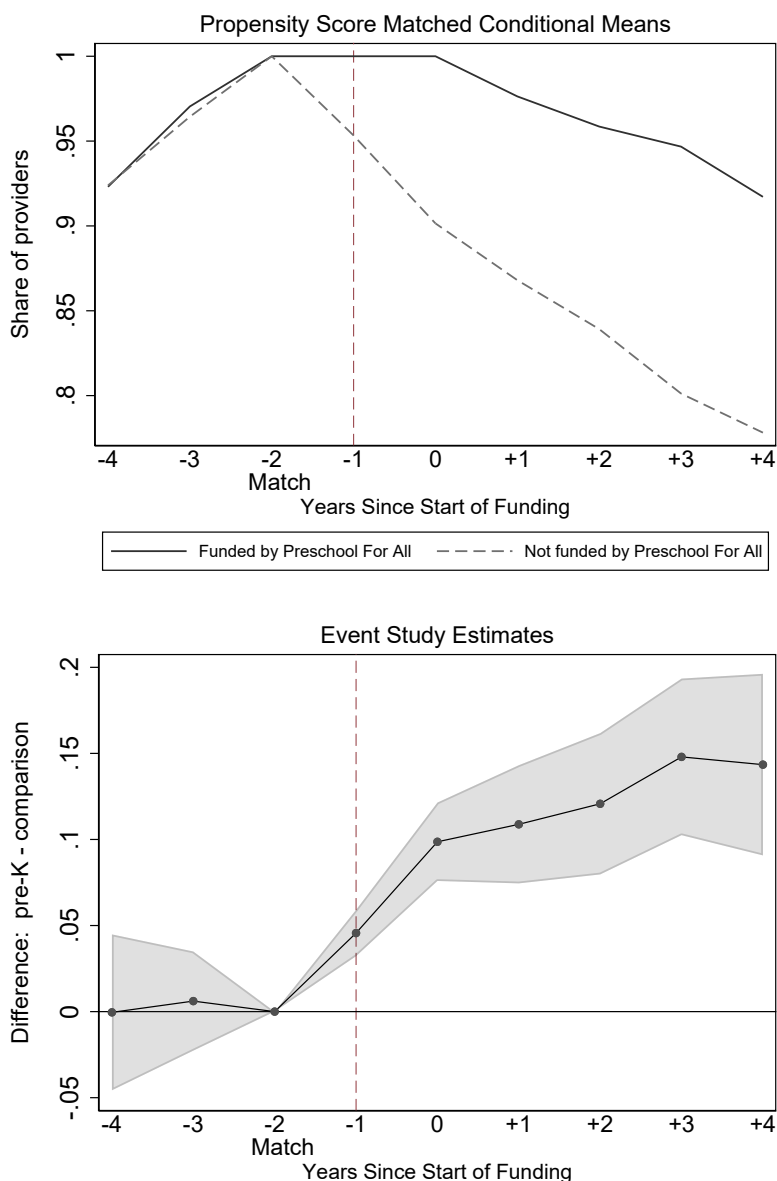 Propensity Score Matched Conditional Means
Share of providers
1
.95
.9
.85
.8
-4 -3 -2 -1 0 +1 +2 +3 +4
Match
Years Since Start of Funding
Funded by Preschool For All Not funded by Preschool For All
Event Study Estimates
Difference: pre-K - comparison
.2
.15
.1
.05
0
-.05
-4 -3 -2 -1 0 +1 +2 +3 +4
Match
Years Since Start of Funding